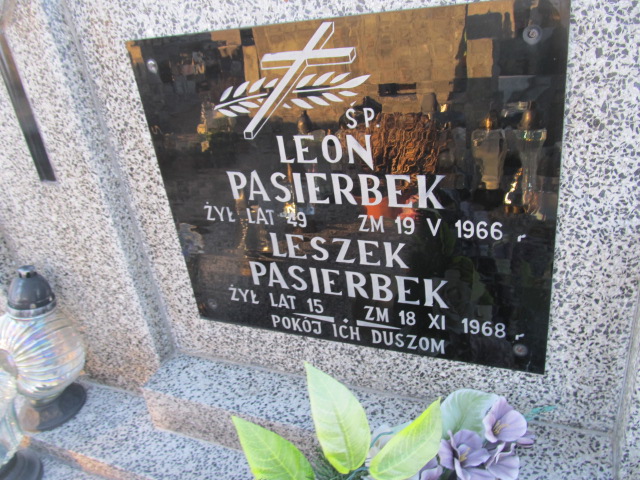 ŚP
LEON
PASIERBEK
ŻYŁ LAT 49 ZM 19 V 1966 r
LESZEK
PASIERBEK
ŻYŁ LAT 15 ZM 18 XI 1968 r
POKÓJ ICH DUSZOM